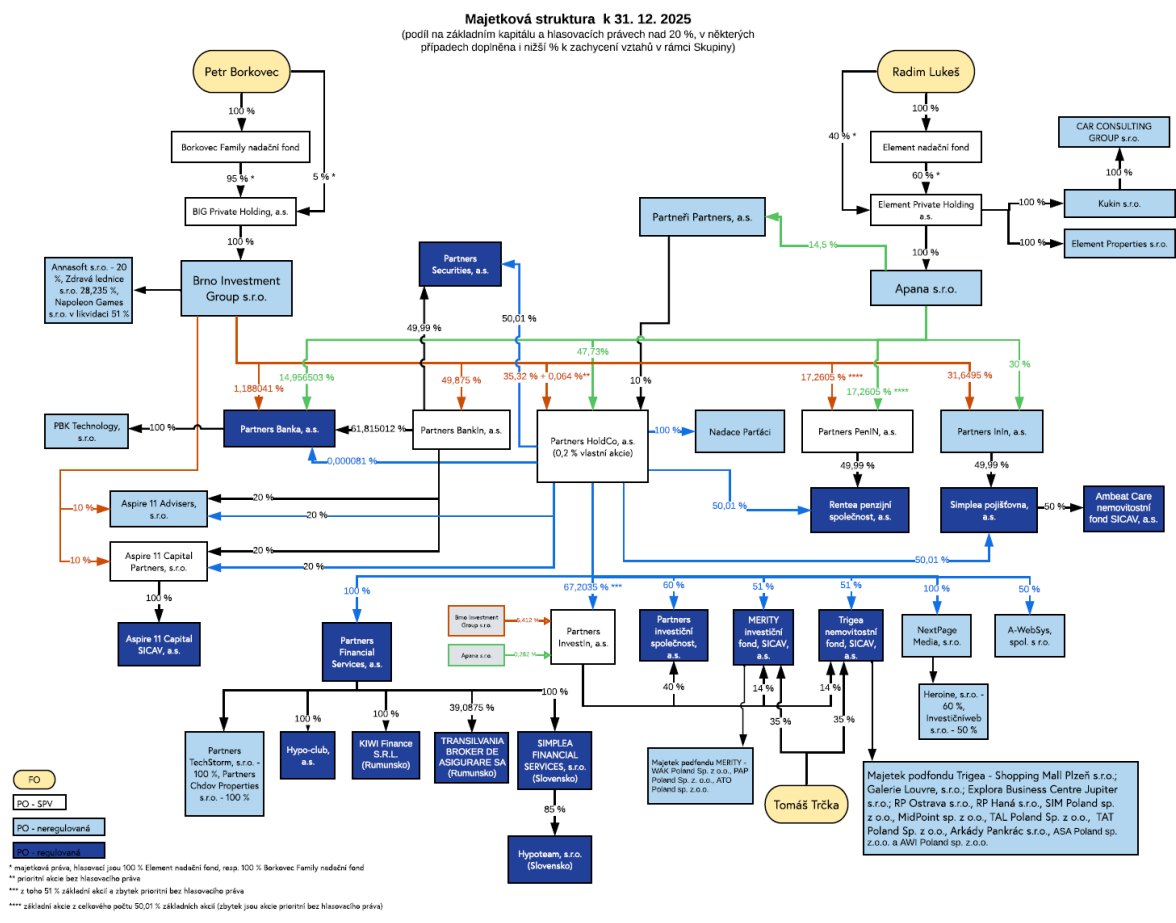 Majetková struktura k 31. 12. 2025
(podíl na základním kapitálu a hlasovacích právech nad 20 %, v některých
případech doplněna i nižší % k zachycení vztahů v rámci Skupiny)
Petr Borkovec
Radim Lukeš
100 %
100 %
40 % *
CAR CONSULTING
GROUP s.r.o.
Borkovec Family nadační fond
Element nadační fond
95 % *
5 % *
60 % *
100 %
BIG Private Holding, a.s.
Partneři Partners, a.s.
Element Private Holding
a.s.
100 %
Kukin s.r.o.
100 %
14,5 %
100 %
100 %
Element Properties s.r.o.
Partners
Securities, a.s.
Annasoft s.r.o. - 20
%, Zdravá lednice
s.r.o. 28,235 %,
Napoleon Games
s.r.o. v likvidaci 51 %
Brno Investment
Group s.r.o.
Apana s.r.o.
49,99 %
50,01 %
47,73%
14,956503 %
1,188041 %
49,875 %
35,32 % + 0,064 %**
10 %
17,2605 % ****
17,2605 % ****
31,6495 %
30 %
PBK Technology,
s.r.o.
100 %
Partners Banka, a.s.
51,815012 %
Partners BankIn, a.s.
Partners HoldCo, a.s.
(0,2 % vlastní akcie)
100 %
Nadace Parťáci
Partners PenIN, a.s.
Partners InIn, a.s.
0,000081 %
49,99 %
49,99 %
Aspire 11 Advisers,
s.r.o.
10 %
20 %
20 %
50,01 %
Rentea penzijní
společnost, a.s.
Simplea pojišťovna,
a.s.
50 %
Ambeat Care
nemovitostní
fond SICAV, a.s.
Aspire 11 Capital
Partners, s.r.o.
10 %
20 %
20 %
50,01 %
100 %
100 %
67,2035 % ***
60 %
51 %
51 %
100 %
50 %
Aspire 11 Capital
SICAV, a.s.
Partners
Financial
Services, a.s.
Brno Investment
Group s.r.o.
Apana s.r.o.
Partners
InvestIn, a.s.
Partners
investiční
společnost, a.s.
MERITY
investiční
fond, SICAV,
a.s.
Trigea
nemovitostní
fond, SICAV,
a.s.
NextPage
Media, s.r.o.
A-WebSys,
spol. s r.o.
40 %
14 %
14 %
35 %
35 %
100 %
100 %
39,0875 %
100 %
Heroine, s.r.o. -
60 %,
Investičníweb
s.r.o. - 50 %
Partners
TechStorm, s.r.o. -
100 %, Partners
Chdov Properties
s.r.o. - 100 %
Hypo-club,
a.s.
KIWI Finance
S.R.L.
(Rumunsko)
TRANSILVANIA
BROKER DE
ASIGURARE SA
(Rumunsko)
SIMPLEA
FINANCIAL
SERVICES, s.r.o.
(Slovensko)
Majetek podfondu MERITY -
WAK Poland Sp. z o.o., PAP
Poland Sp. z. o.o., ATO
Poland sp. z.o.o.
Tomáš Trčka
Majetek podfondu Trigea - Shopping Mall Plzeň s.r.o.;
Galerie Louvre, s.r.o.; Explora Business Centre Jupiter
s.r.o.; RP Ostrava s.r.o., RP Haná s.r.o., SIM Poland sp.
z o.o., MidPoint sp. z o.o., TAL Poland Sp. z o.o., TAT
Poland Sp. z o.o., Arkády Pankrác s.r.o., ASA Poland sp.
z.o.o. a AWI Poland sp. z.o.o.
85 %
Hypoteam, s.r.o.
(Slovensko)
FO
PO - SPV
PO - neregulovaná
PO - regulovaná
* majetková práva, hlasovací jsou 100 % Element nadační fond, resp. 100 % Borkovec Family nadační fond
** prioritní akcie bez hlasovacího práva
*** z toho 51 % základní akcií a zbytek prioritní bez hlasovacího práva
**** základní akcie z celkového počtu 50,01 % základních akcií (zbytek jsou akcie prioritní bez hlasovacího práva)